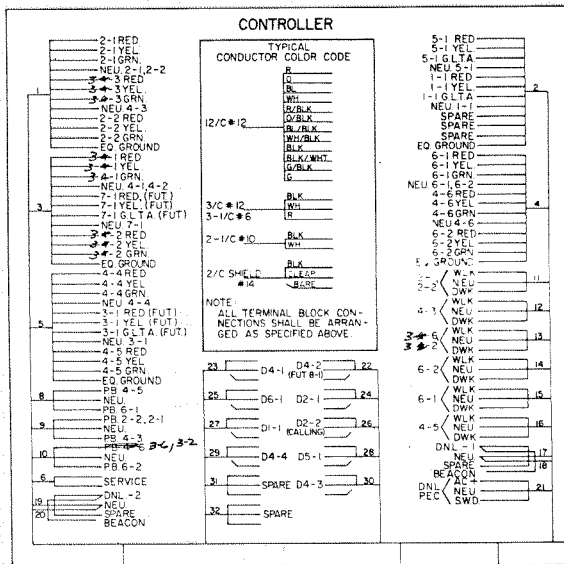 CONTROLLER
2-1 RED
2-1 YEL.
2-1 GRN.
NEU. 2-1, 2-2
3-3 RED
3-3 YEL.
3-3 GRN.
NEU. 4-3
2-2 RED
2-2 YEL.
2-2 GRN.
EQ. GROUND
1
3-1 RED
3-1 YEL.
3-1 GRN.
NEU. 4-1, 4-2
7-1 RED. (FUT)
7-1 YEL. (FUT)
7-1 G.L.T.A. (FUT)
NEU. 7-1
3-2 RED
3-2 YEL.
3-2 GRN.
EQ. GROUND
3
4-4 RED
4-4 YEL
4-4 GRN
NEU. 4-4
3-1 RED (FUT)
3-1 YEL (FUT)
3-1 G.L.T.A. (FUT)
NEU. 3-1
4-5 RED
4-5 YEL
4-5 GRN.
EQ. GROUND
5
8
P.B. 4-5
NEU.
P.B. 6-1
9
P.B. 2-2, 2-1
NEU.
P.B. 4-3
10
3-6, 3-2
NEU.
P.B. 6-2
6
SERVICE
19
20
DNL. -2
NEU
SPARE
BEACON
TYPICAL
CONDUCTOR COLOR CODE
12/C #12
R
O
BL
WH
R/BLK
O/BLK
BL/BLK
WH/BLK
BLK
BLK/WHT
G/BLK
G
3/C #12
3-1/C #6
BLK
WH
R
2-1/C #10
BLK
WH
2/C SHIELD
#14
BLK
CLEAR
BARE
NOTE:
ALL TERMINAL BLOCK CON-
NECTIONS SHALL BE ARRAN-
GED AS SPECIFIED ABOVE.
23 D4-1 D4-2 22
(FUT 8-1)
25 D6-1 D2-1 24
27 D1-1 D2-2 26
(CALLING)
29 D4-4 D5-1 28
31 SPARE D4-3 30
32 SPARE
5-1 RED
5-1 YEL.
5-1 G.L.T.A.
NEU. 5-1
1-1 RED
1-1 YEL.
1-1 G.L.T.A.
NEU. 1-1
SPARE
SPARE
SPARE
EQ. GROUND
2
6-1 RED
6-1 YEL
6-1 GRN
NEU. 6-1, 6-2
4-6 RED
4-6 YEL
4-6 GRN
NEU 4-6
6-2 RED
6-2 YEL
6-2 GRN
GROUND
4
2-2
WLK
NEU
DWK
11
4-3
WLK
NEU
DWK
12
WLK
NEU
DWK
13
6-2
WLK
NEU
DWK
14
6-1
WLK
NEU
DWK
15
4-5
WLK
NEU
DWK
16
DNL -1
NEU
SPARE
BEACON
17
18
DNL
PEC
AC+
NEU
S.W.D.
21